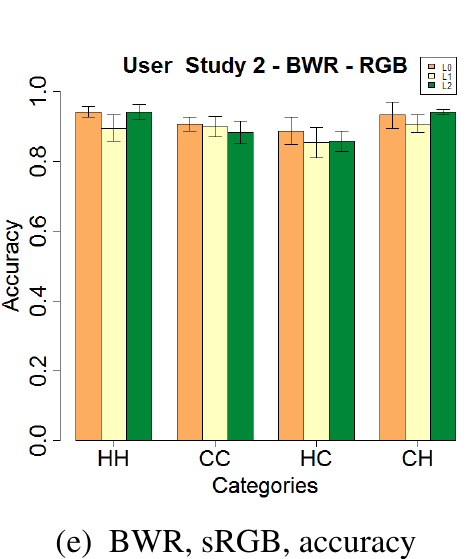 User Study 2 - BWR - RGB
L0
L1
L2
Accuracy
1.0
0.8
0.6
0.4
0.2
0.0
HH CC HC CH
Categories
(e) BWR, sRGB, accuracy